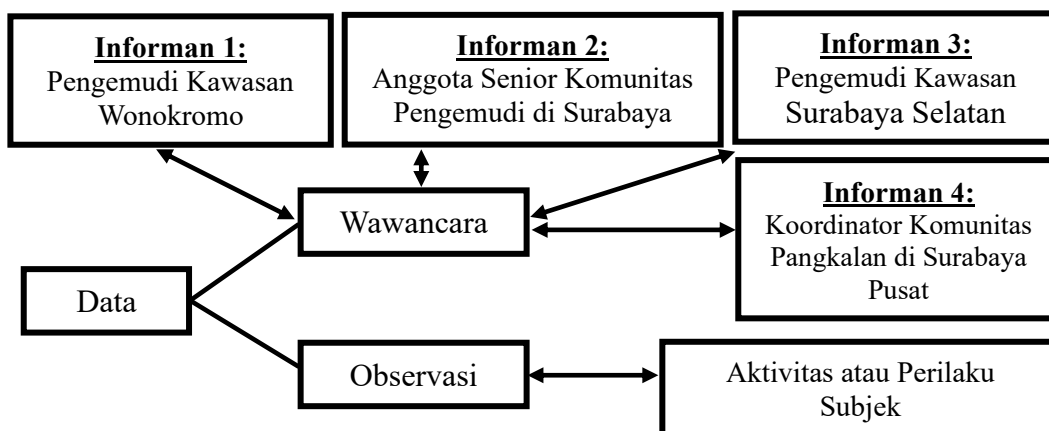 Informan 1:
Pengemudi Kawasan
Wonokromo
Informan 2:
Anggota Senior Komunitas
Pengemudi di Surabaya
Informan 3:
Pengemudi Kawasan
Surabaya Selatan
Informan 4:
Koordinator Komunitas
Pangkalan di Surabaya
Pusat
Wawancara
Data
Observasi
Aktivitas atau Perilaku
Subjek